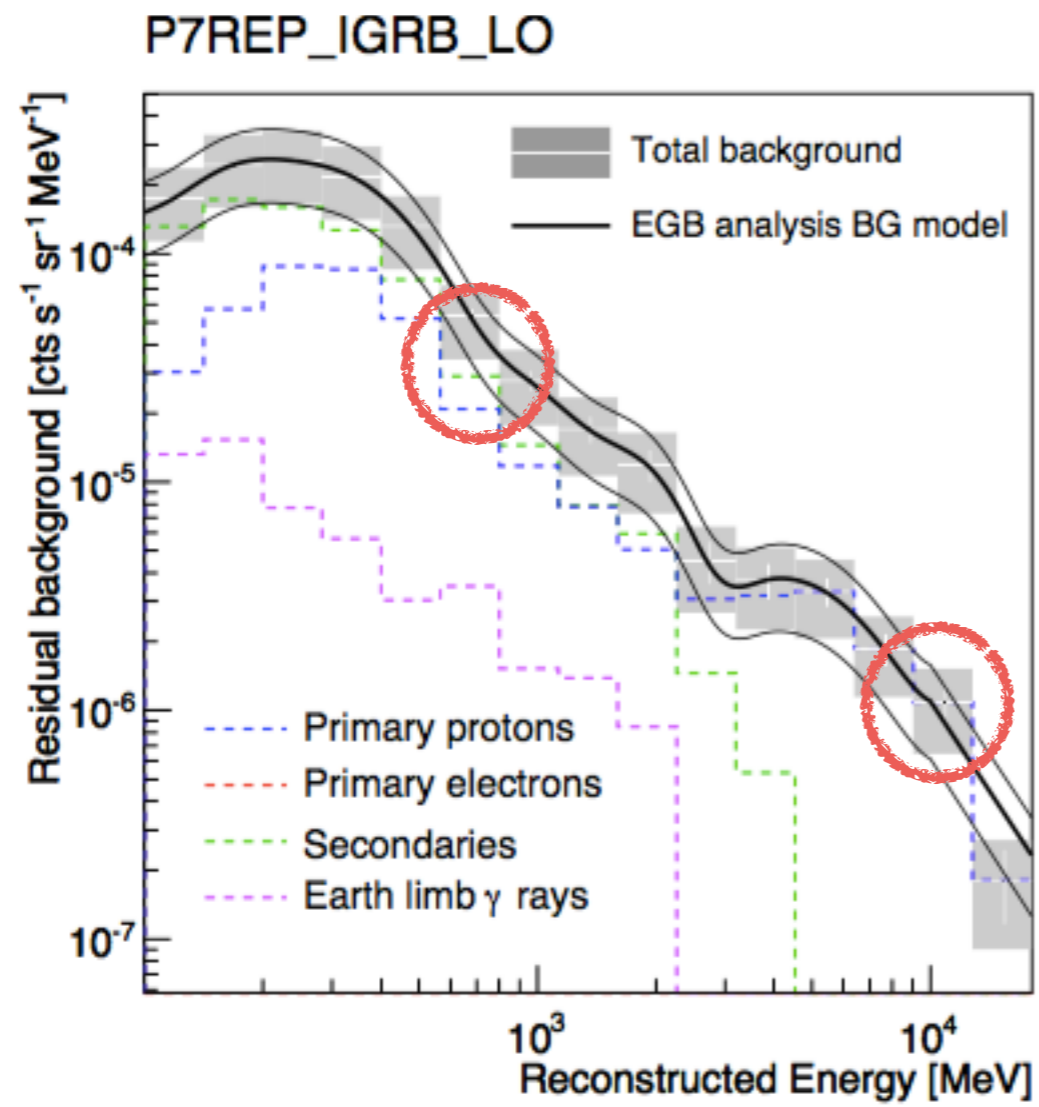 P7REP_IGRB_LO
Residual background [cts s⁻¹ sr⁻¹ MeV⁻¹]
Total background
EGB analysis BG model
10⁻⁴
10⁻⁵
10⁻⁶
10⁻⁷
Primary protons
Primary electrons
Secondaries
Earth limb γ rays
10³
10⁴
Reconstructed Energy [MeV]